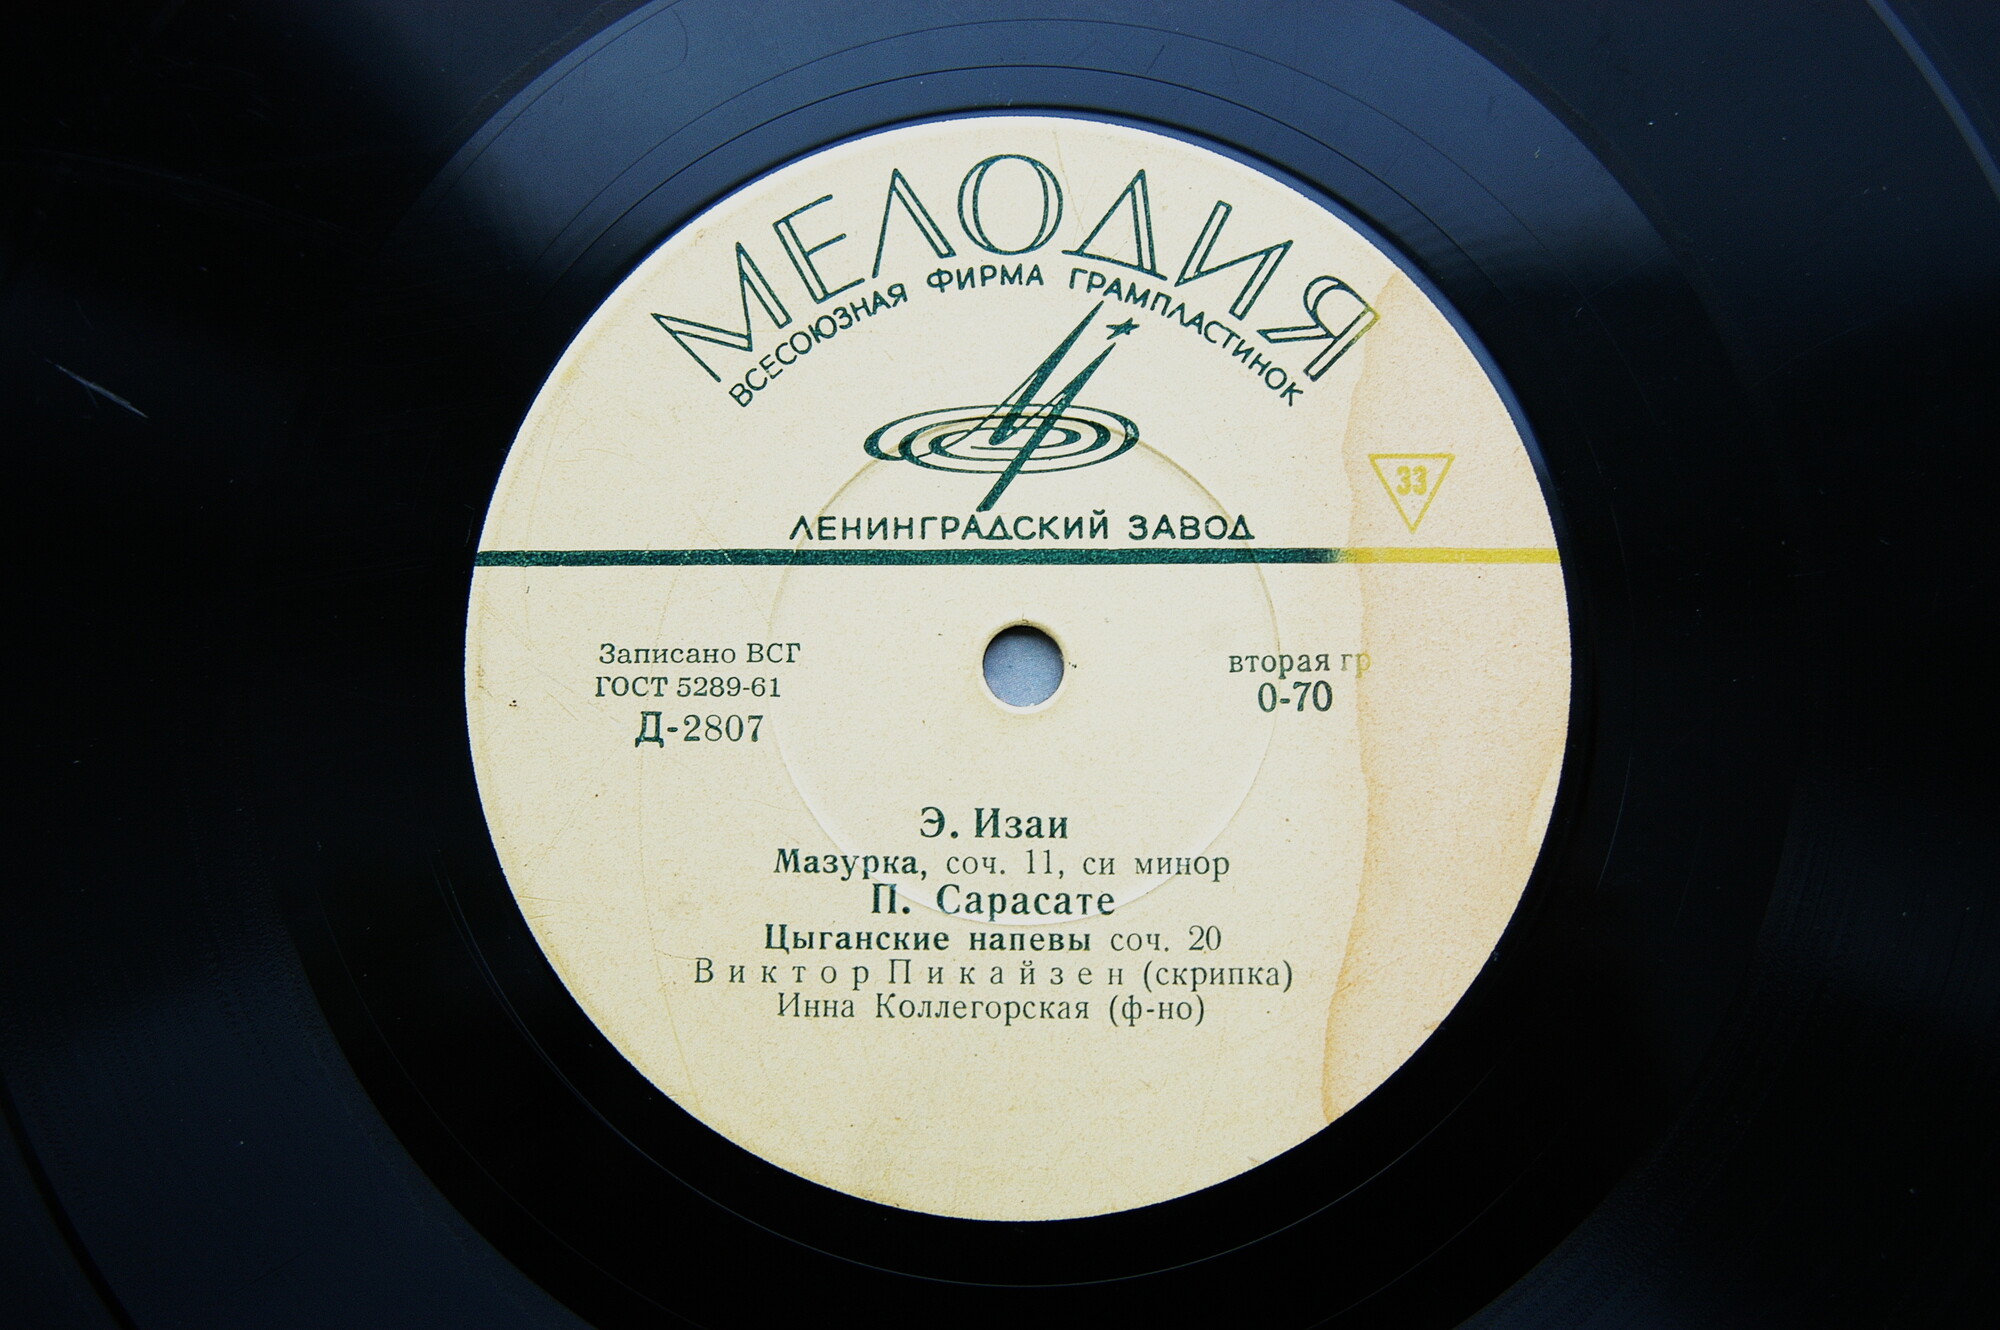 МЕЛОДИЯ
ВСЕСОЮЗНАЯ ФИРМА ГРАМПЛАСТИНОК
33
ЛЕНИНГРАДСКИЙ ЗАВОД
Записано ВСГ
ГОСТ 5289-61
Д-2807
вторая гр
0-70
Э. Изаи
Мазурка, соч. 11, си минор
П. Сарасате
Цыганские напевы соч. 20
Виктор Пикайзен (скрипка)
Инна Коллегорская (ф-но)